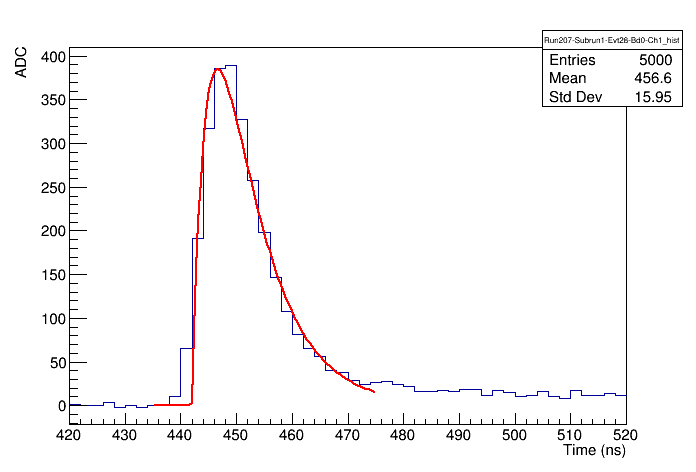 Run207-Subrun1-Evt26-Bd0-Ch1_hist
Entries 5000
Mean 456.6
Std Dev 15.95
ADC
400
350
300
250
200
150
100
50
0
420 430 440 450 460 470 480 490 500 510 520
Time (ns)